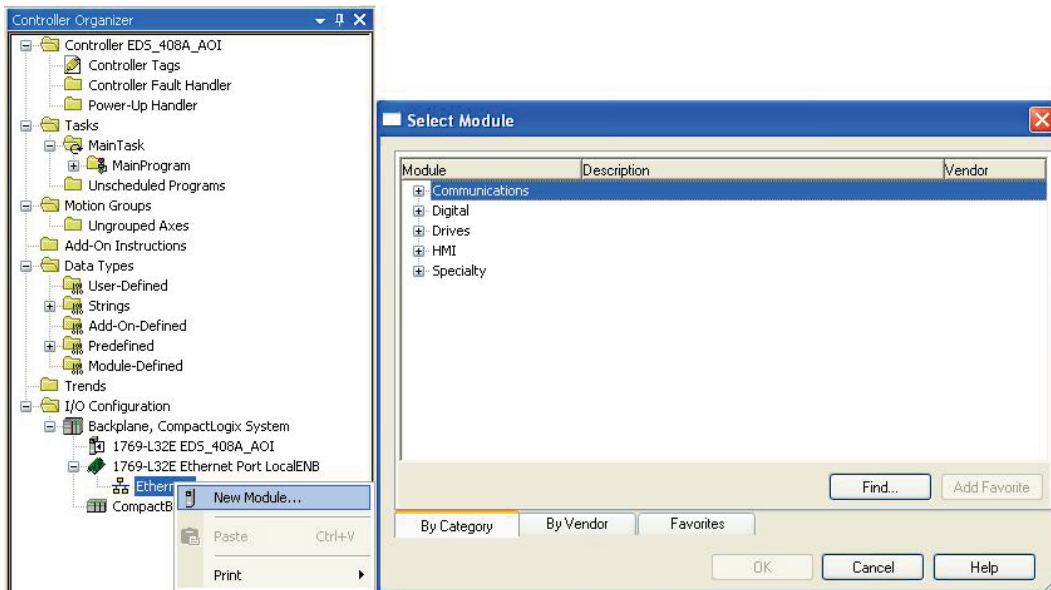 Controller Organizer
Controller EDS_408A_AOI
Controller Tags
Controller Fault Handler
Power-Up Handler
Tasks
MainTask
MainProgram
Unscheduled Programs
Motion Groups
Ungrouped Axes
Add-On Instructions
Data Types
User-Defined
Strings
Add-On-Defined
Predefined
Module-Defined
Trends
I/O Configuration
Backplane, CompactLogix System
1769-L32E EDS_408A_AOI
1769-L32E Ethernet Port LocalENB
Ethern
CompactB
New Module...
Paste Ctrl+V
Print
Select Module
Module Description Vendor
Communications
Digital
Drives
HMI
Specialty
Find... Add Favorite
By Category By Vendor Favorites
OK Cancel Help